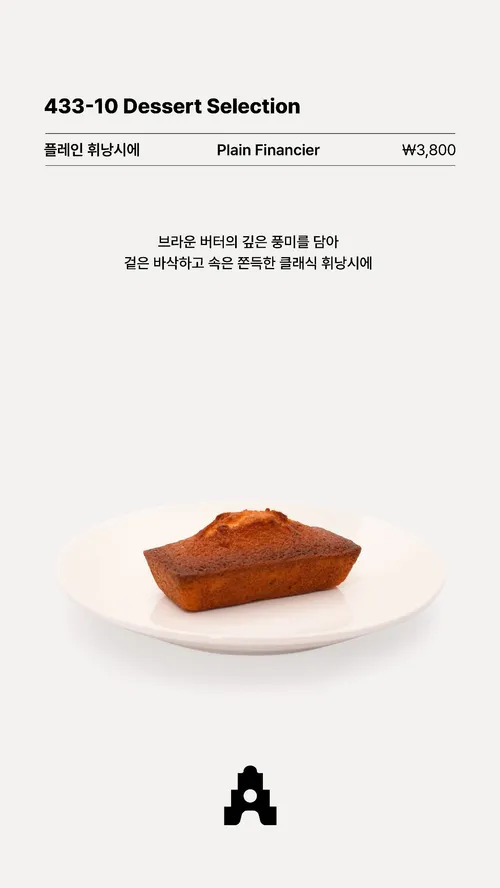 433-10 Dessert Selection
플레인 휘낭시에 Plain Financier ₩3,800
브라운 버터의 깊은 풍미를 담아
겉은 바삭하고 속은 쫀득한 클래식 휘낭시에